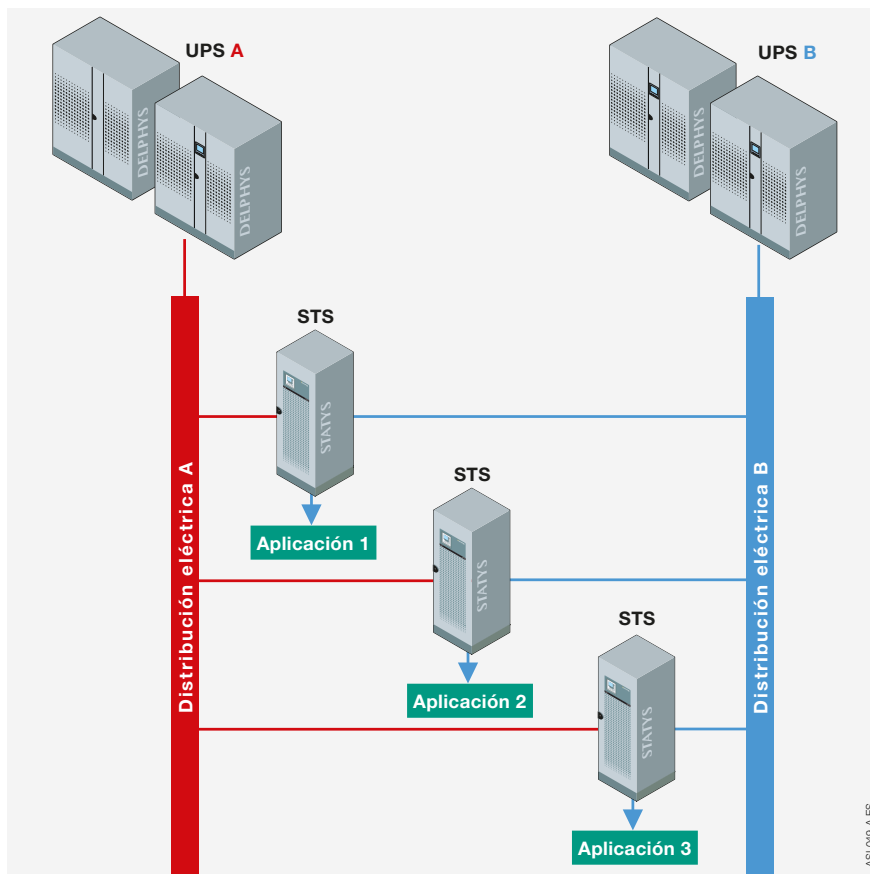 UPS A
UPS B
DELPHYS
DELPHYS
DELPHYS
DELPHYS
STS
STATYS
Aplicación 1
STS
STATYS
Aplicación 2
STS
STATYS
Aplicación 3
Distribución eléctrica A
Distribución eléctrica B